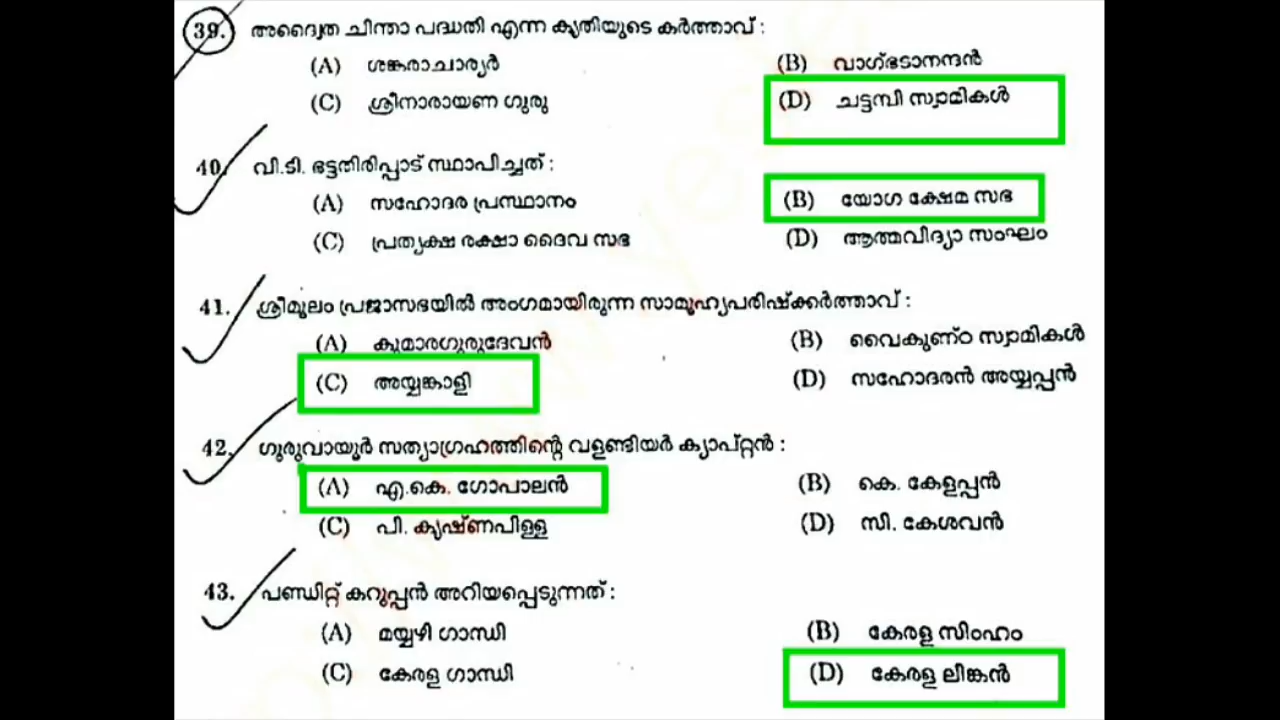 39. അദ്വൈത ചിന്താ പദ്ധതി എന്ന കൃതിയുടെ കർത്താവ് :
(A) ശങ്കരാചാര്യർ (B) വാഗ്ഭടാനന്ദൻ
(C) ശ്രീനാരായണ ഗുരു (D) ചട്ടമ്പി സ്വാമികൾ
40. വി.ടി. ഭട്ടതിരിപ്പാട് സ്ഥാപിച്ചത് :
(A) സഹോദര പ്രസ്ഥാനം (B) യോഗ ക്ഷേമ സഭ
(C) പ്രത്യക്ഷ രക്ഷാ ദൈവ സഭ (D) ആത്മവിദ്യാ സംഘം
41. ശ്രീമൂലം പ്രജാസഭയിൽ അംഗമായിരുന്ന സാമൂഹ്യപരിഷ്ക്കർത്താവ് :
(A) കുമാരഗുരുദേവൻ (B) വൈകുണ്ഠ സ്വാമികൾ
(C) അയ്യങ്കാളി (D) സഹോദരൻ അയ്യപ്പൻ
42. ഗുരുവായൂർ സത്യാഗ്രഹത്തിന്റെ വളണ്ടിയർ ക്യാപ്റ്റൻ :
(A) എ.കെ. ഗോപാലൻ (B) കെ. കേളപ്പൻ
(C) പി. കൃഷ്ണപിള്ള (D) സി. കേശവൻ
43. പണ്ഡിറ്റ് കറുപ്പൻ അറിയപ്പെടുന്നത് :
(A) മയ്യഴി ഗാന്ധി (B) കേരള സിംഹം
(C) കേരള ഗാന്ധി (D) കേരള ലിങ്കൻ